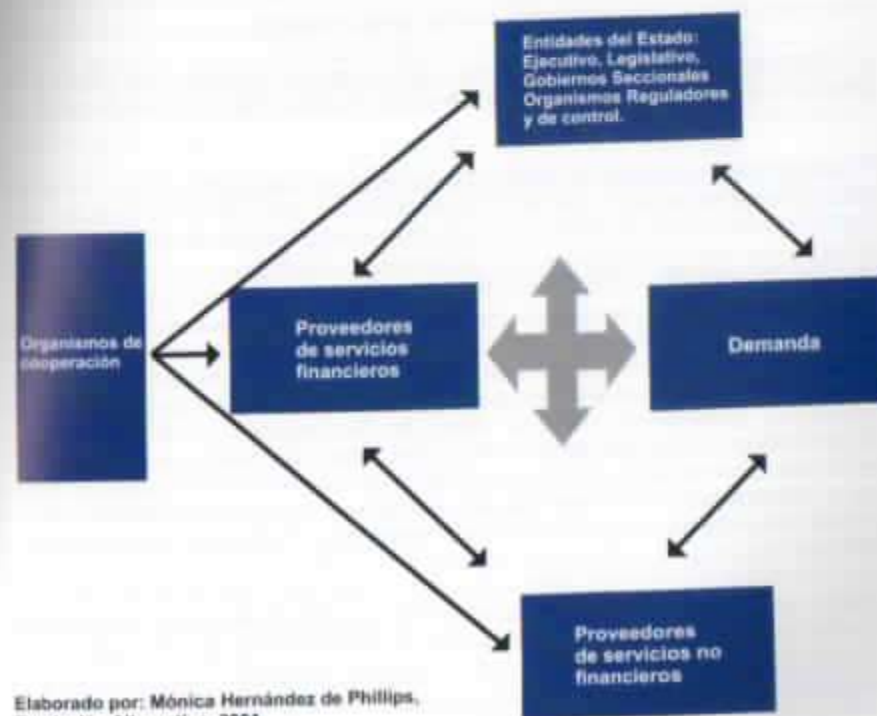 Entidades del Estado:
Ejecutivo, Legislativo,
Gobiernos Seccionales
Organismos Reguladores
y de control.
Organismos de
cooperación
Proveedores
de servicios
financieros
Demanda
Proveedores
de servicios no
financieros
Elaborado por: Mónica Hernández de Phillips,